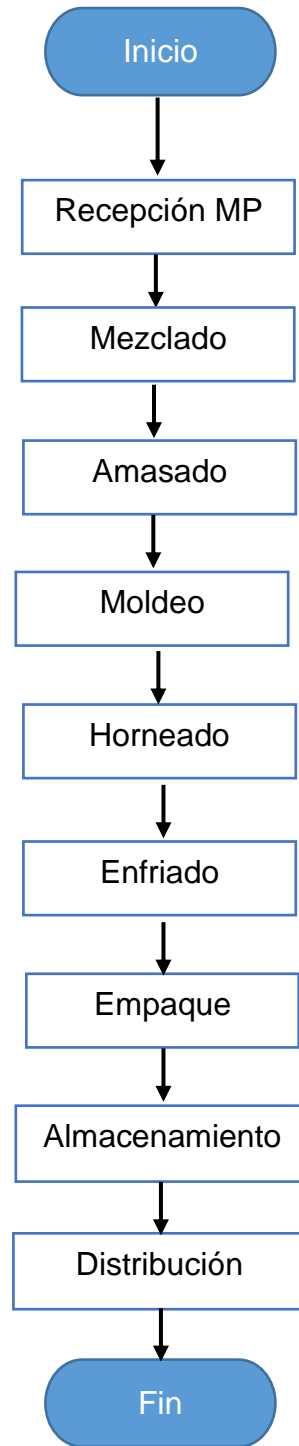 Inicio
Recepción MP
Mezclado
Amasado
Moldeo
Horneado
Enfriado
Empaque
Almacenamiento
Distribución
Fin